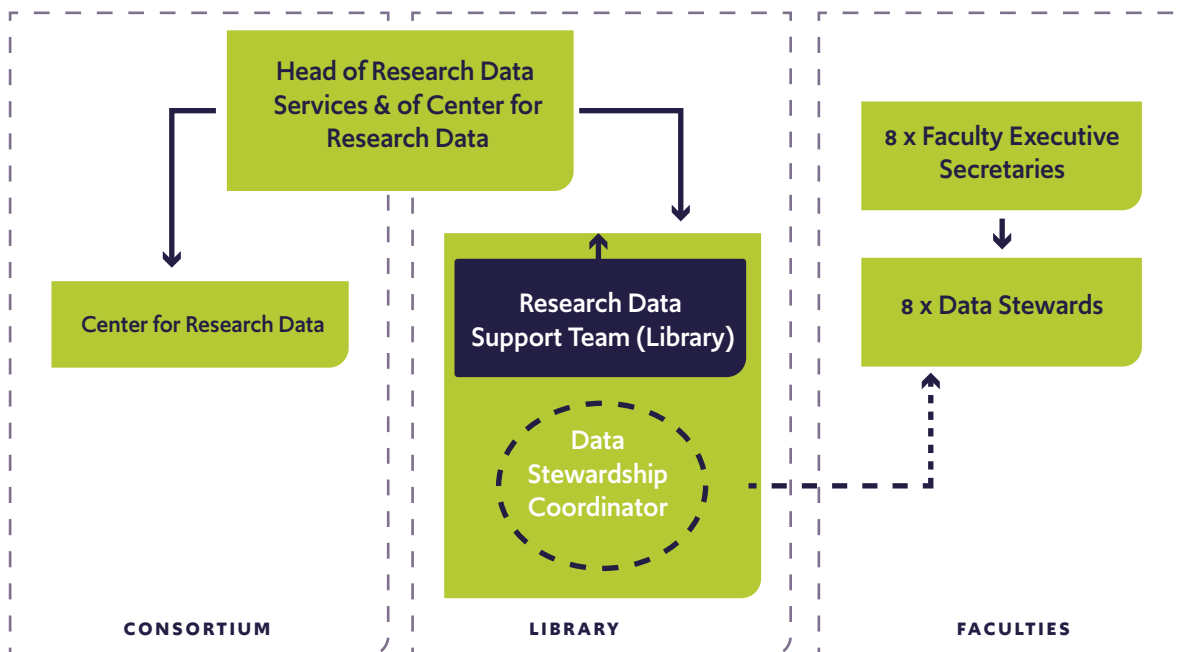 Head of Research Data
Services & of Center for
Research Data
8 x Faculty Executive
Secretaries
Center for Research Data
Research Data
Support Team (Library)
8 x Data Stewards
Data
Stewardship
Coordinator
CONSORTIUM
LIBRARY
FACULTIES